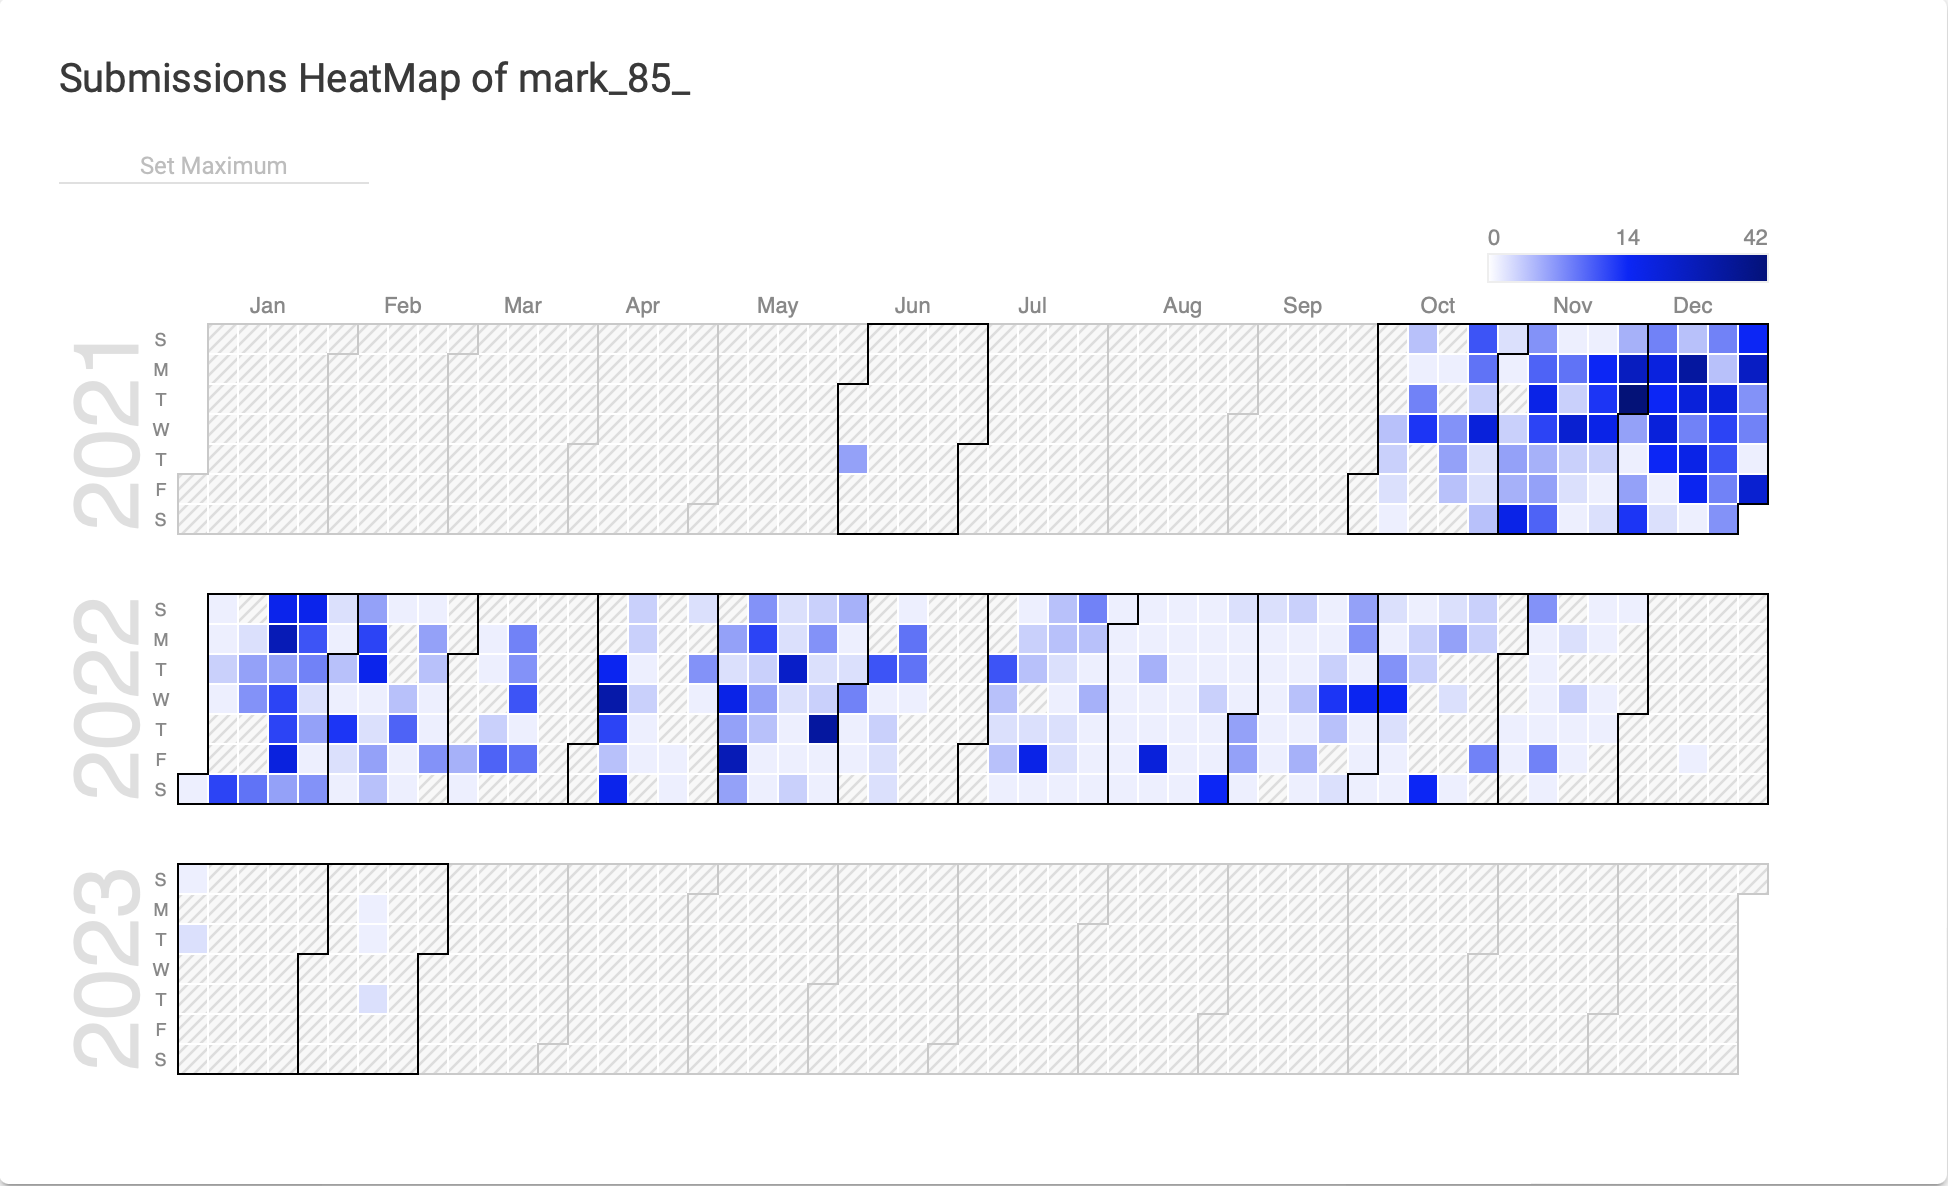 Submissions HeatMap of mark_85_
Set Maximum
0 14 42
Jan Feb Mar Apr May Jun Jul Aug Sep Oct Nov Dec
2021
S
M
T
W
T
F
S
2022
S
M
T
W
T
F
S
2023
S
M
T
W
T
F
S